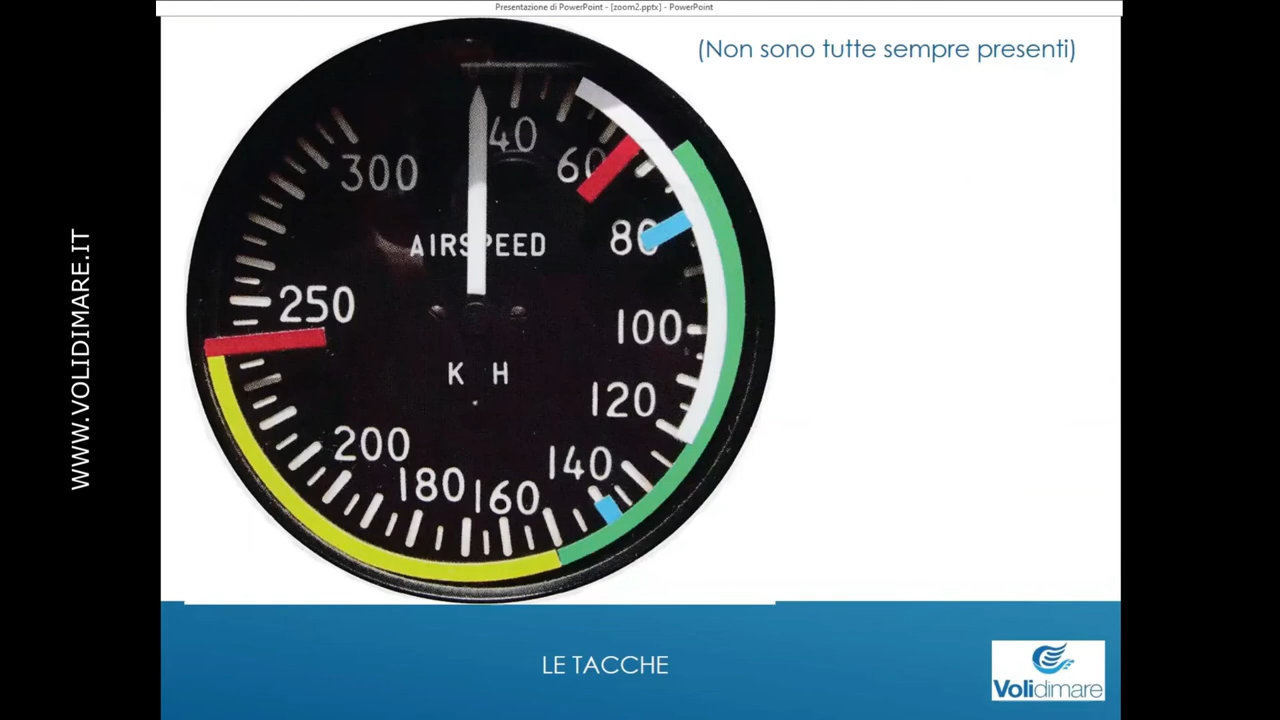 Presentazione di PowerPoint - [zoom2.pptx] - PowerPoint
(Non sono tutte sempre presenti)
40
60
300
80
AIRSPEED
250
100
K H
120
200
140
180
160
WWW.VOLIDIMARE.IT
LE TACCHE
Volidimare